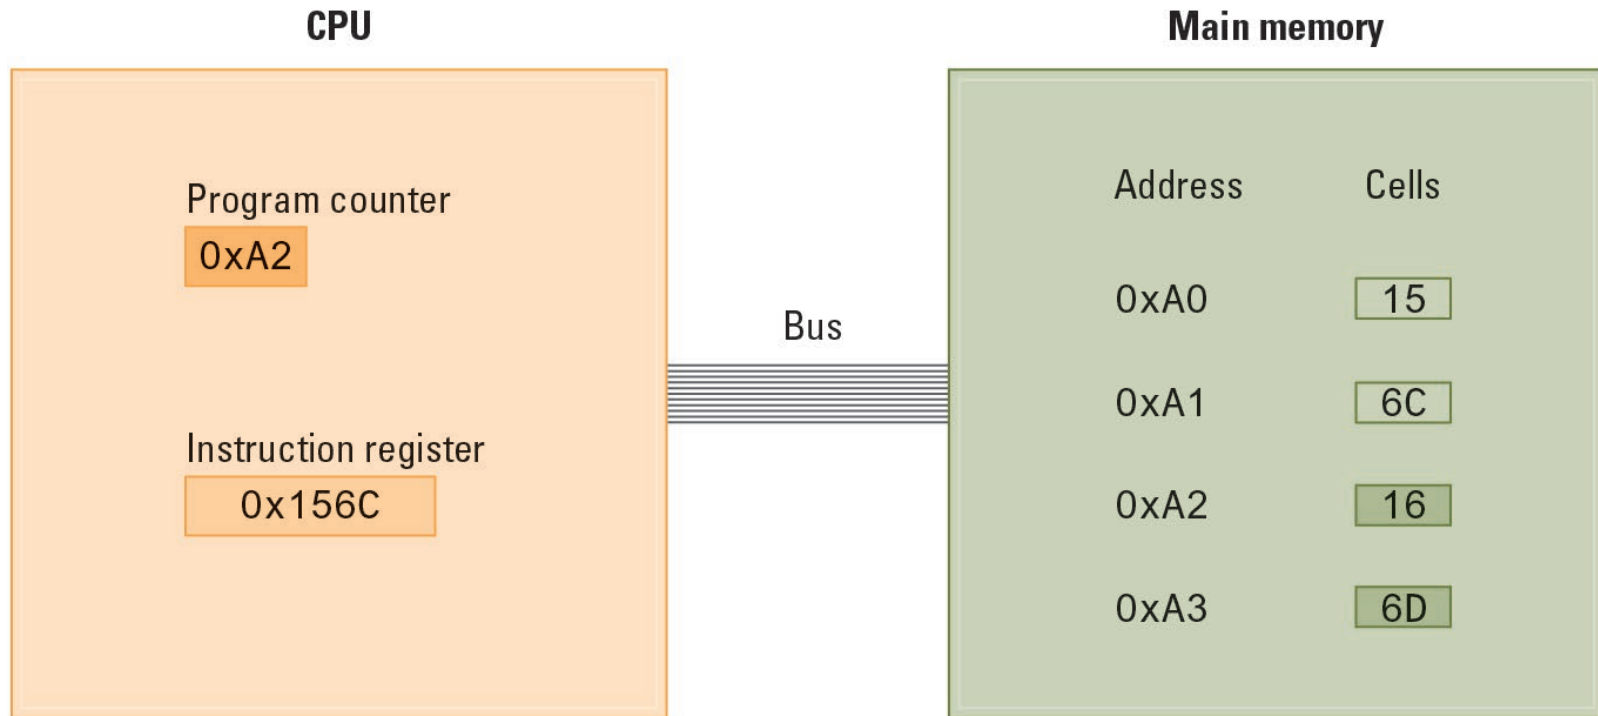 CPU
Main memory
Program counter
0xA2
Instruction register
0x156C
Bus
Address Cells
0xA0 15
0xA1 6C
0xA2 16
0xA3 6D